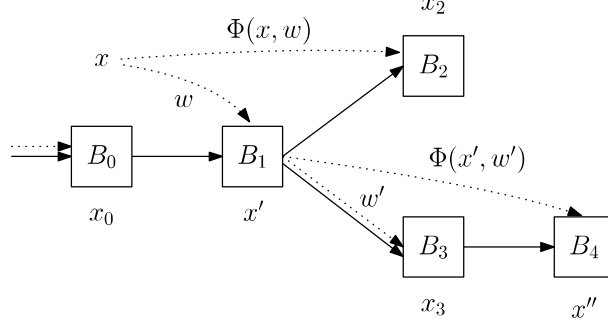 x₂
Φ(x, w)
x
B₂
w
B₀
B₁
Φ(x′, w′)
w′
x₀
x′
B₃
B₄
x₃
x″